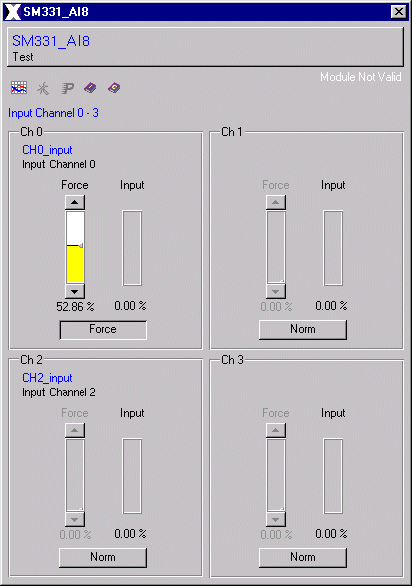 SM331_AI8
SM331_AI8
Test
Module Not Valid
Input Channel 0 - 3
Ch 0
CH0_input
Input Channel 0
Force Input
52.86 % 0.00 %
Force
Ch 1
Force Input
0.00 % 0.00 %
Norm
Ch 2
CH2_input
Input Channel 2
Force Input
0.00 % 0.00 %
Norm
Ch 3
Force Input
0.00 % 0.00 %
Norm